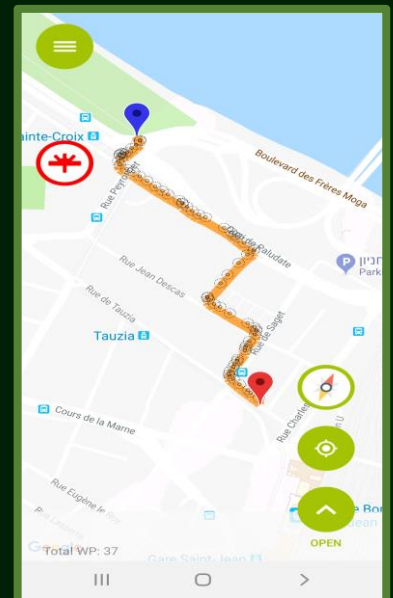 ainte-Croix
Boulevard des Frères Moga
Rue Peyronnet
Quai de Paludate
חניון
Park
Rue Jean Descas
Rue de Tauzia
Rue de Saget
Tauzia
Cours de la Marne
Rue Charles
Rue Eugène le Roy
Total WP: 37
OPEN
Gare Saint-Jean